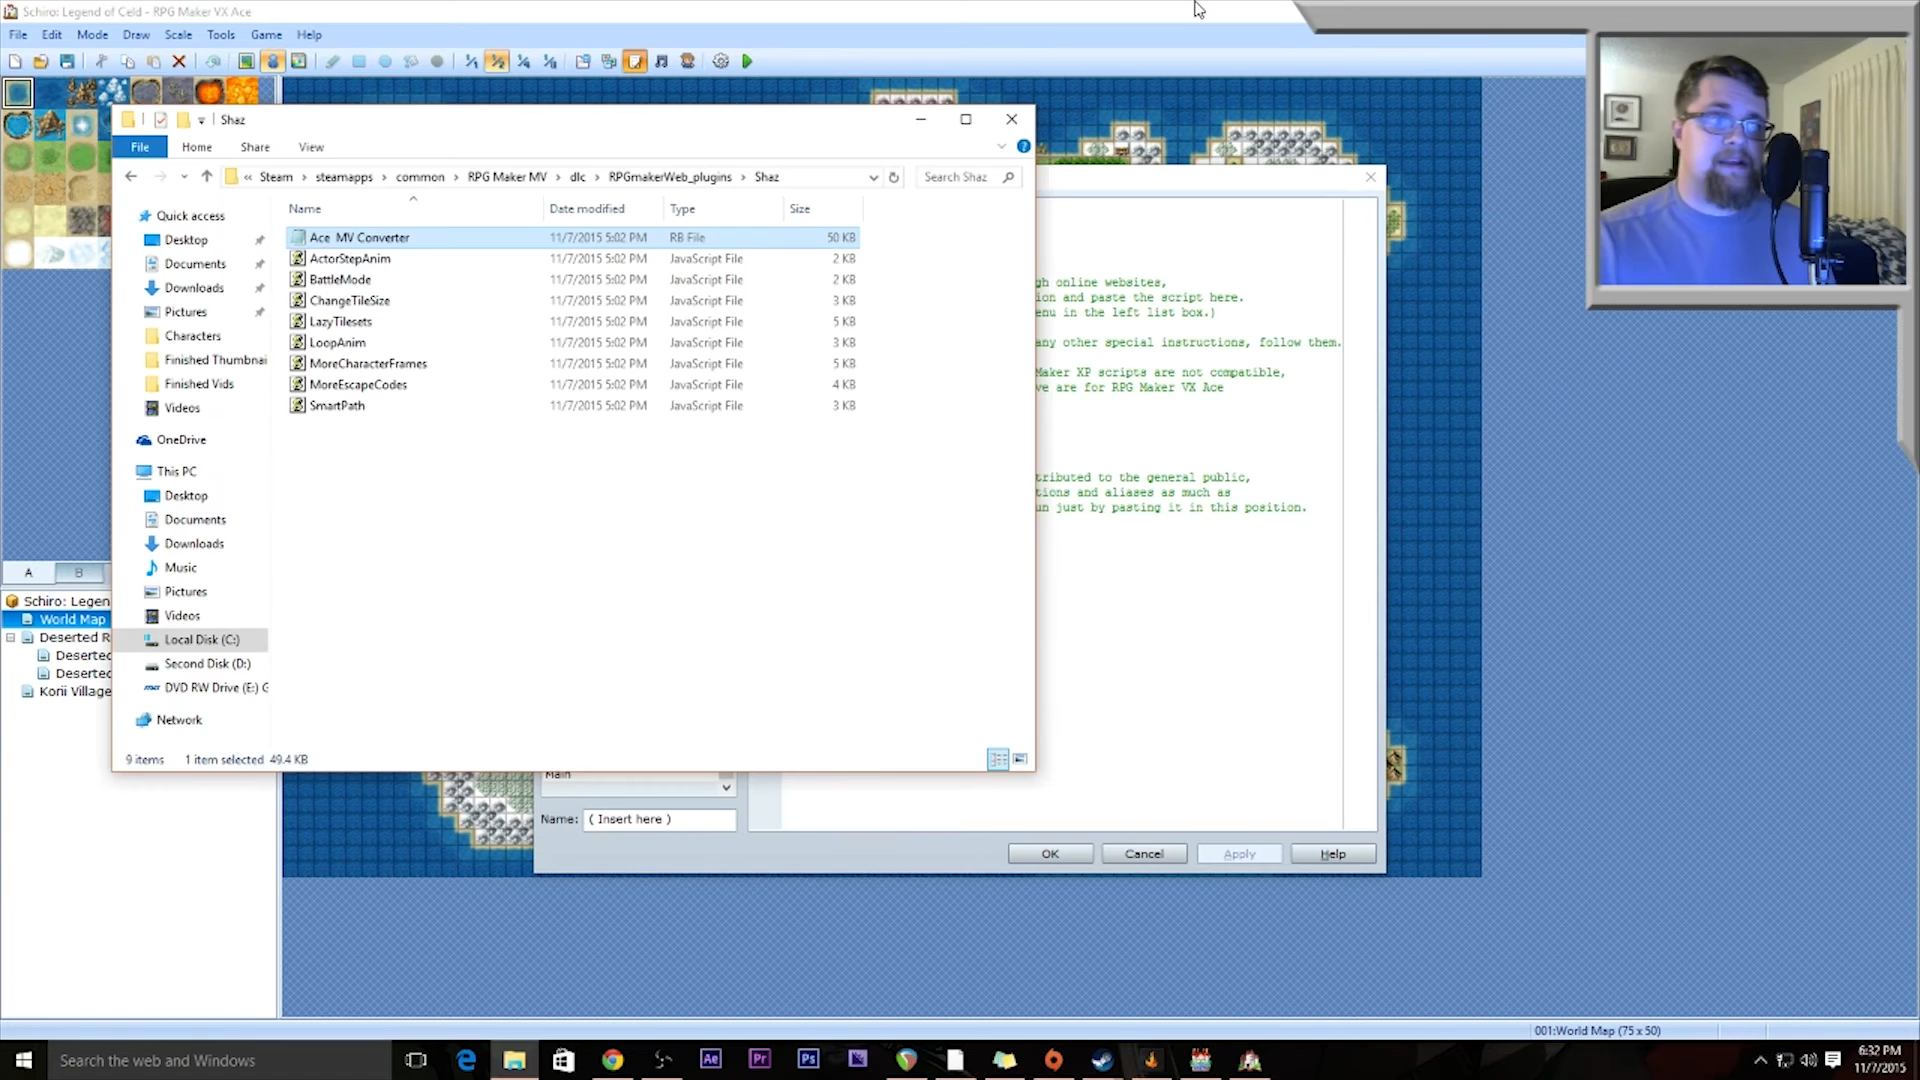 Schiro: Legend of Celd - RPG Maker VX Ace
File Edit Mode Draw Scale Tools Game Help
Shaz
File Home Share View
« Steam › steamapps › common › RPG Maker MV › dlc › RPGmakerWeb_plugins › Shaz
Search Shaz
Name Date modified Type Size
Ace MV Converter 11/7/2015 5:02 PM RB File 50 KB
ActorStepAnim 11/7/2015 5:02 PM JavaScript File 2 KB
BattleMode 11/7/2015 5:02 PM JavaScript File 2 KB
ChangeTileSize 11/7/2015 5:02 PM JavaScript File 3 KB
LazyTilesets 11/7/2015 5:02 PM JavaScript File 5 KB
LoopAnim 11/7/2015 5:02 PM JavaScript File 3 KB
MoreCharacterFrames 11/7/2015 5:02 PM JavaScript File 5 KB
MoreEscapeCodes 11/7/2015 5:02 PM JavaScript File 4 KB
SmartPath 11/7/2015 5:02 PM JavaScript File 3 KB
Quick access
Desktop
Documents
Downloads
Pictures
Characters
Finished Thumbnai
Finished Vids
Videos
OneDrive
This PC
Desktop
Documents
Downloads
Music
Pictures
Videos
Local Disk (C:)
Second Disk (D:)
DVD RW Drive (E:) G
Network
9 items 1 item selected 49.4 KB
gh online websites,
ion and paste the script here.
enu in the left list box.)
any other special instructions, follow them.
Maker XP scripts are not compatible,
ve are for RPG Maker VX Ace
tributed to the general public,
tions and aliases as much as
un just by pasting it in this position.
A B
Schiro: Legen
World Map
Deserted R
Deserted
Deserted
Korii Village
Main
Name: ( Insert here )
OK Cancel Apply Help
001:World Map (75 x 50)
Search the web and Windows
Ae Pr Ps
6:32 PM
11/7/2015